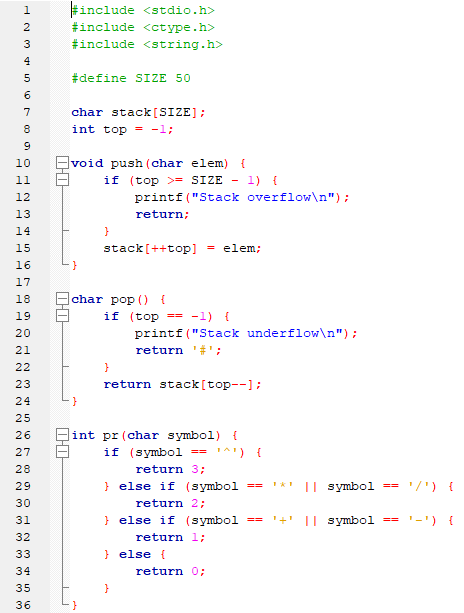 1 #include <stdio.h>
2 #include <ctype.h>
3 #include <string.h>
4
5 #define SIZE 50
6
7 char stack[SIZE];
8 int top = -1;
9
10 void push(char elem) {
11     if (top >= SIZE - 1) {
12         printf("Stack overflow\n");
13         return;
14     }
15     stack[++top] = elem;
16 }
17
18 char pop() {
19     if (top == -1) {
20         printf("Stack underflow\n");
21         return '#';
22     }
23     return stack[top--];
24 }
25
26 int pr(char symbol) {
27     if (symbol == '^') {
28         return 3;
29     } else if (symbol == '*' || symbol == '/') {
30         return 2;
31     } else if (symbol == '+' || symbol == '-') {
32         return 1;
33     } else {
34         return 0;
35     }
36 }